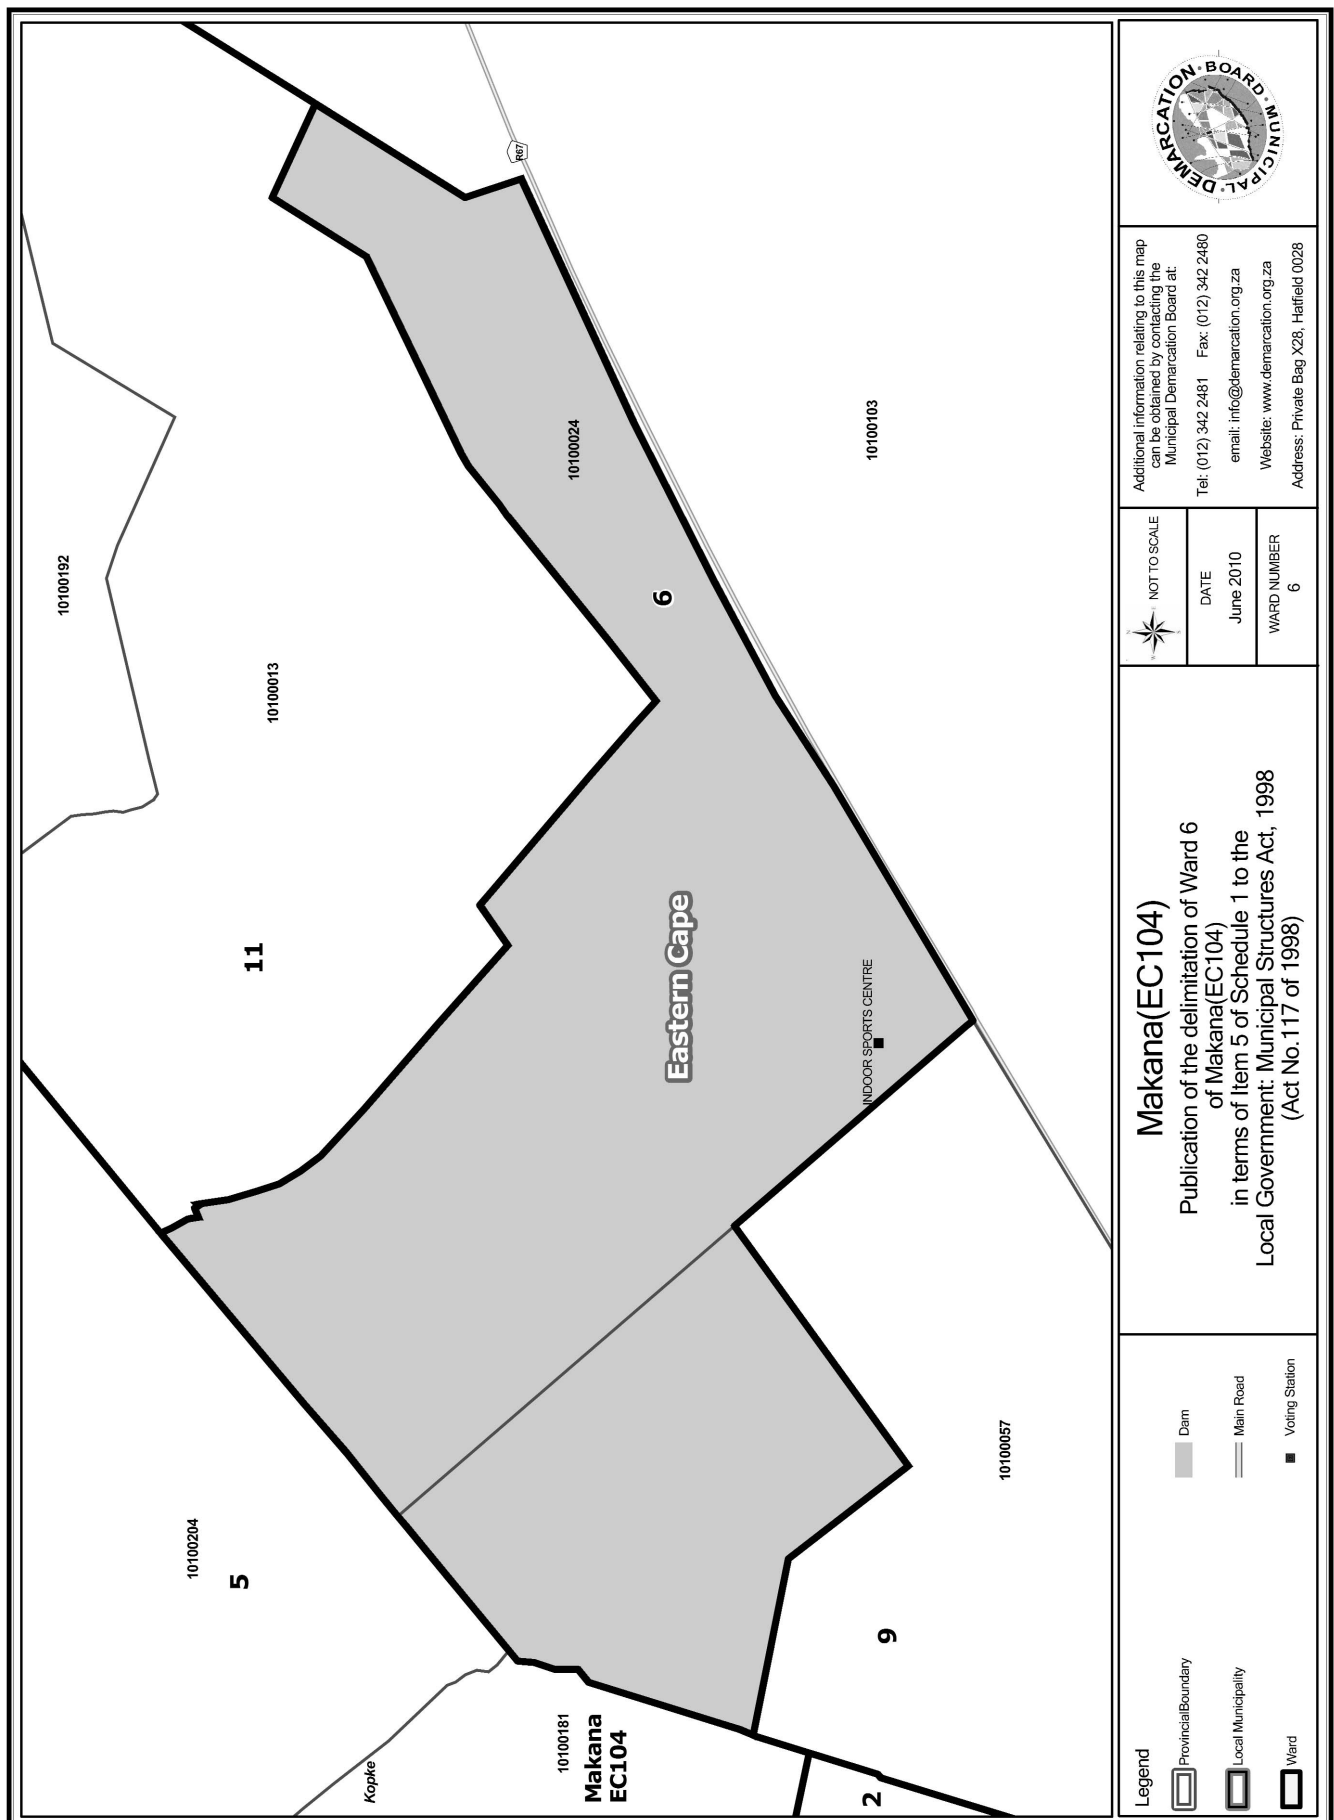 10100192
10100013
11
10100204
5
R67
10100024
6
Eastern Cape
INDOOR SPORTS CENTRE
10100103
Kopke
10100181
Makana
EC104
9
10100057
2
Legend
ProvincialBoundary
Local Municipality
Ward
Dam
Main Road
Voting Station
Makana(EC104)
Publication of the delimitation of Ward 6
of Makana(EC104)
in terms of Item 5 of Schedule 1 to the
Local Government: Municipal Structures Act, 1998
(Act No.117 of 1998)
NOT TO SCALE
DATE
June 2010
WARD NUMBER
6
Additional information relating to this map
can be obtained by contacting the
Municipal Demarcation Board at:
Tel: (012) 342 2481 Fax: (012) 342 2480
email: info@demarcation.org.za
Website: www.demarcation.org.za
Address: Private Bag X28, Hatfield 0028
MUNICIPAL · DEMARCATION · BOARD ·